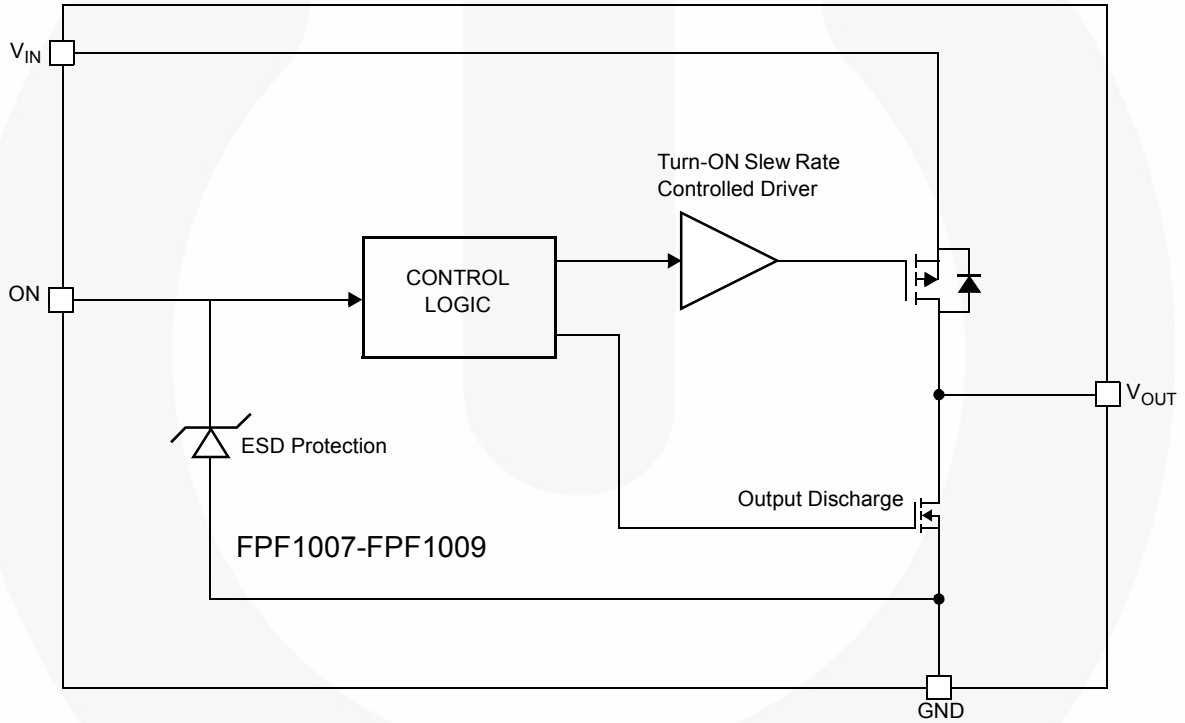 V_IN
Turn-ON Slew Rate
Controlled Driver
CONTROL
LOGIC
ON
V_OUT
ESD Protection
Output Discharge
FPF1007-FPF1009
GND